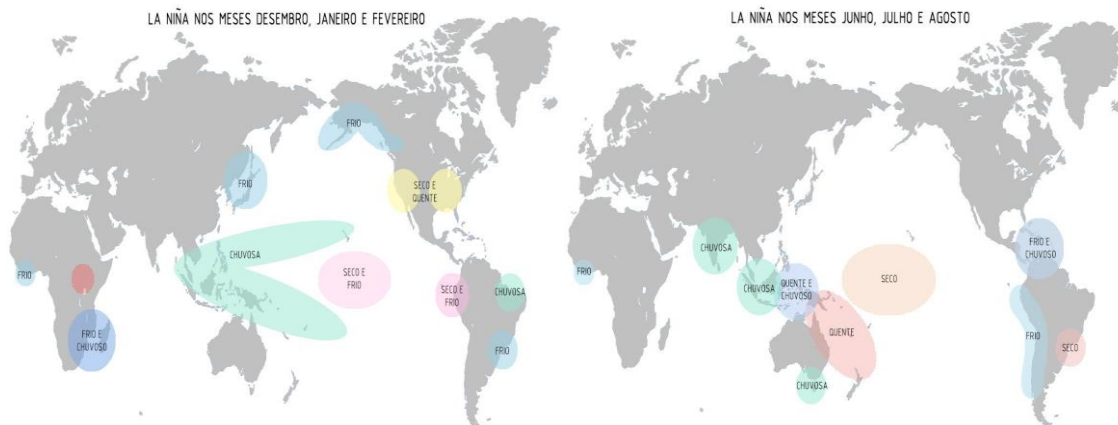 LA NIÑA NOS MESES DESEMBRO, JANEIRO E FEVEREIRO
FRIO
FRIO
SECO E
QUENTE
CHUVOSA
FRIO
SECO E
FRIO
SECO E
FRIO
CHUVOSA
FRIO E
CHUVOSO
FRIO
LA NIÑA NOS MESES JUNHO, JULHO E AGOSTO
CHUVOSA
FRIO E
CHUVOSO
FRIO
CHUVOSA
QUENTE E
CHUVOSO
SECO
QUENTE
FRIO
SECO
CHUVOSA